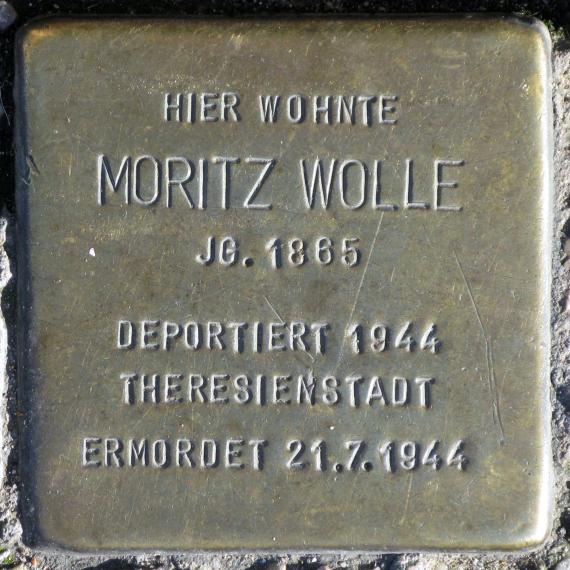 HIER WOHNTE
MORITZ WOLLE
JG. 1865
DEPORTIERT 1944
THERESIENSTADT
ERMORDET 21.7.1944